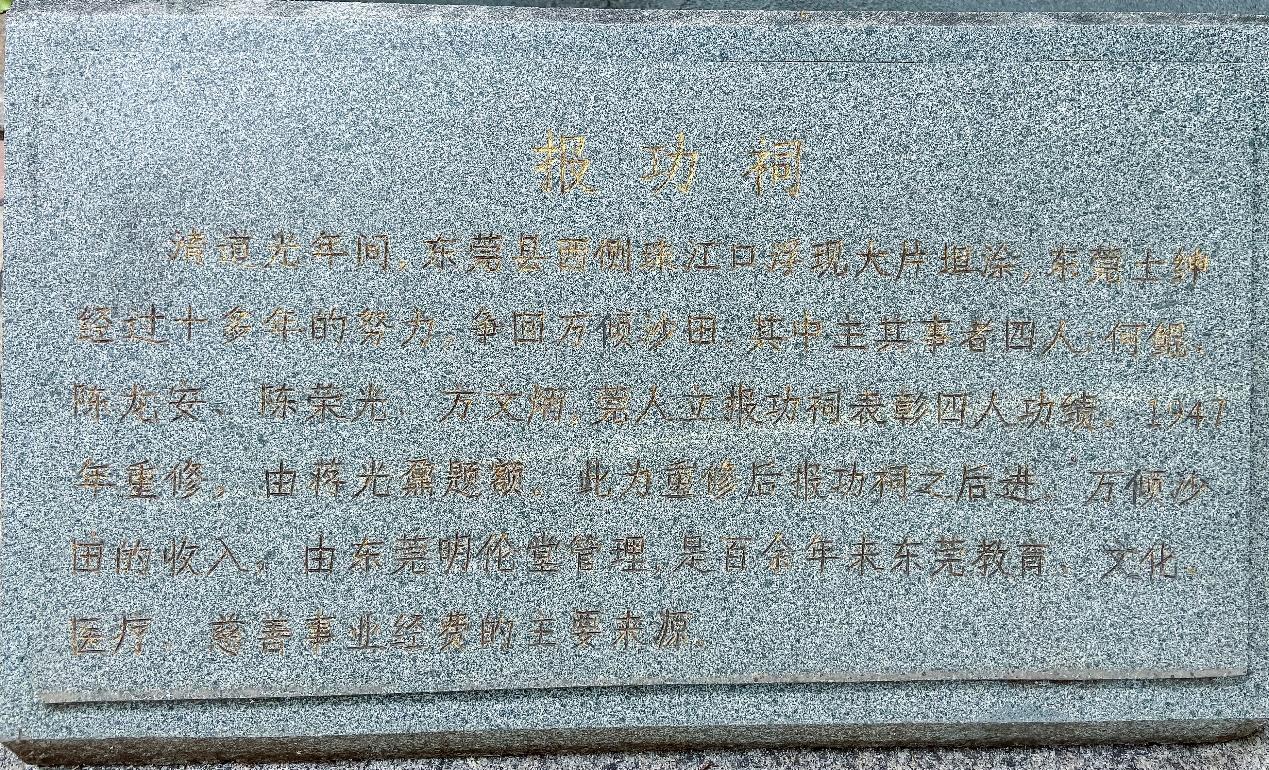 报功祠
清道光年间,东莞县西侧珠江口浮现大片坦涂,东莞士绅
经过十多年的努力,争回万倾沙田。其中主其事者四人:何鲲、
陈龙安、陈荣光、方文炳,莞人立报功祠表彰四人功绩。1947
年重修,由蒋光鼐题额。此为重修后报功祠之后进。万倾沙
田的收入,由东莞明伦堂管理,是百余年来东莞教育、文化、
医疗、慈善事业经费的主要来源。